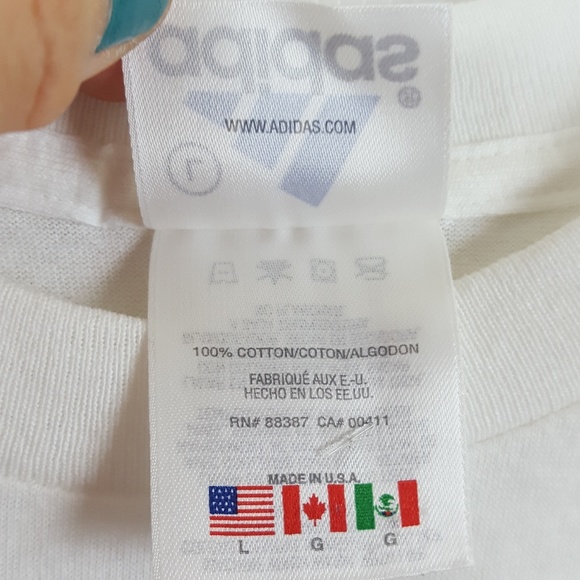 adidas
®
WWW.ADIDAS.COM
L
100% COTTON/COTON/ALGODON
FABRIQUÉ AUX E.-U.
HECHO EN LOS EE.UU.
RN# 88387 CA# 00411
MADE IN U.S.A.
L G G